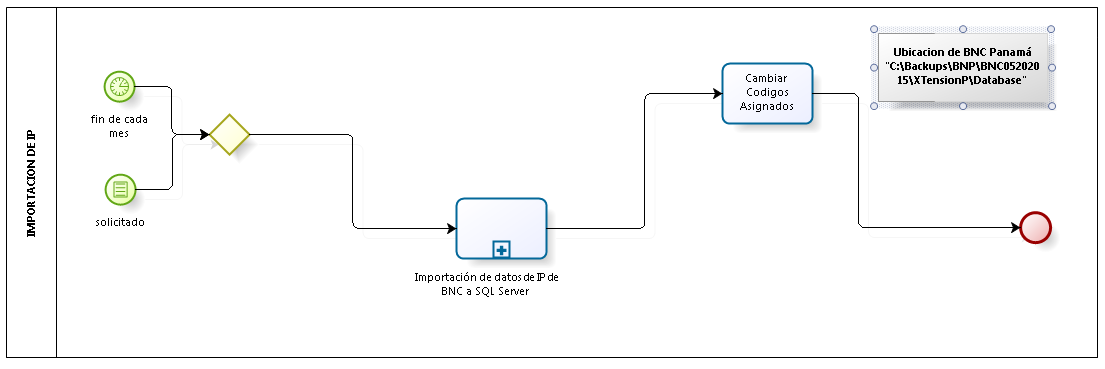 IMPORTACION DE IP
fin de cada
mes
solicitado
Importación de datos de IP de
BNC a SQL Server
Cambiar
Codigos
Asignados
Ubicacion de BNC Panamá
"C:\Backups\BNP\BNC052020
15\XTensionP\Database"